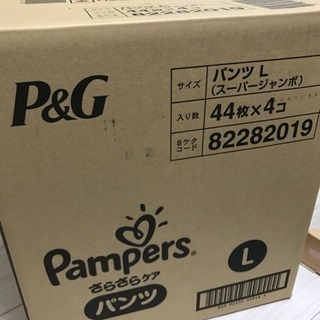 P&G
サイズ
パンツ L
(スーパージャンボ)
入り数
44枚×4コ
8ケタ
コード
82282019
Pampers
さらさらケア
パンツ
L